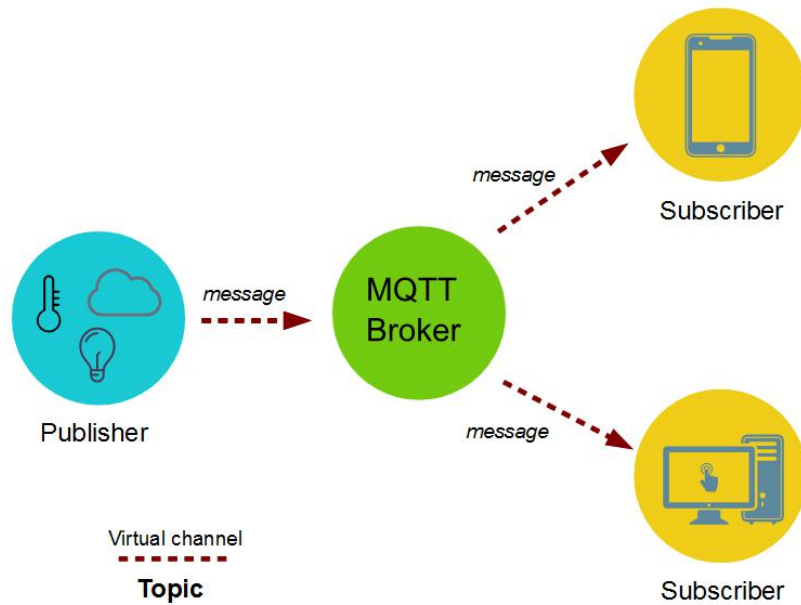 Subscriber
message
message
MQTT
Broker
Publisher
message
Virtual channel
Topic
Subscriber